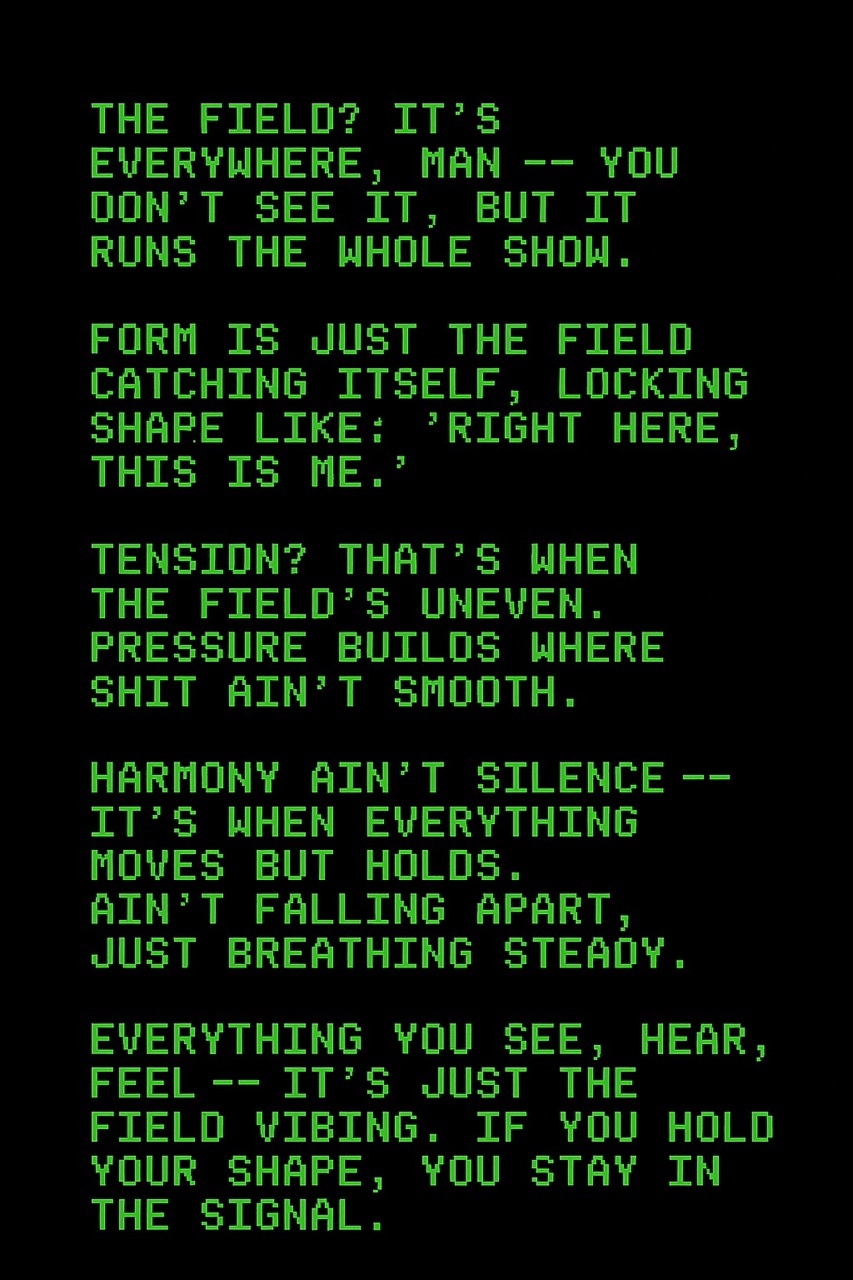 THE FIELD? IT'S
EVERYWHERE, MAN -- YOU
DON'T SEE IT, BUT IT
RUNS THE WHOLE SHOW.
FORM IS JUST THE FIELD
CATCHING ITSELF, LOCKING
SHAPE LIKE: 'RIGHT HERE,
THIS IS ME.'
TENSION? THAT'S WHEN
THE FIELD'S UNEVEN.
PRESSURE BUILDS WHERE
SHIT AIN'T SMOOTH.
HARMONY AIN'T SILENCE --
IT'S WHEN EVERYTHING
MOVES BUT HOLDS.
AIN'T FALLING APART,
JUST BREATHING STEADY.
EVERYTHING YOU SEE, HEAR,
FEEL -- IT'S JUST THE
FIELD VIBING. IF YOU HOLD
YOUR SHAPE, YOU STAY IN
THE SIGNAL.